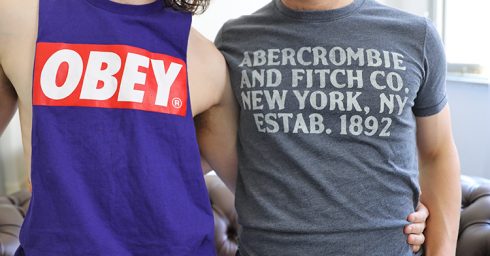 OBEY®
ABERCROMBIE
AND FITCH CO.
NEW YORK, NY
ESTAB. 1892